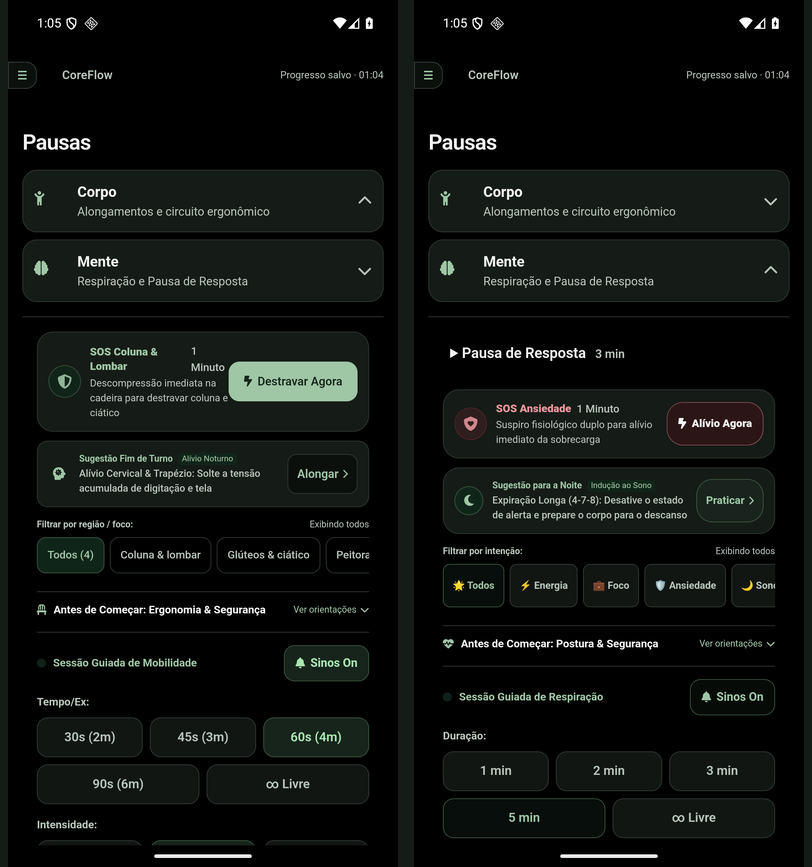 1:05
CoreFlow
Progresso salvo · 01:04
Pausas
Corpo
Alongamentos e circuito ergonômico
Mente
Respiração e Pausa de Resposta
SOS Coluna &
Lombar
1
Minuto
Descompressão imediata na
cadeira para destravar coluna e
ciático
Destravar Agora
Sugestão Fim de Turno Alívio Noturno
Alívio Cervical & Trapézio: Solte a tensão
acumulada de digitação e tela
Alongar
Filtrar por região / foco:
Exibindo todos
Todos (4)
Coluna & lombar
Glúteos & ciático
Peitora
Antes de Começar: Ergonomia & Segurança
Ver orientações
Sessão Guiada de Mobilidade
Sinos On
Tempo/Ex:
30s (2m)
45s (3m)
60s (4m)
90s (6m)
∞ Livre
Intensidade:
1:05
CoreFlow
Progresso salvo · 01:04
Pausas
Corpo
Alongamentos e circuito ergonômico
Mente
Respiração e Pausa de Resposta
Pausa de Resposta 3 min
SOS Ansiedade 1 Minuto
Suspiro fisiológico duplo para alívio
imediato da sobrecarga
Alívio Agora
Sugestão para a Noite Indução ao Sono
Expiração Longa (4-7-8): Desative o estado
de alerta e prepare o corpo para o descanso
Praticar
Filtrar por intenção:
Exibindo todos
🌟 Todos
⚡ Energia
💼 Foco
🛡️ Ansiedade
🌙 Sono
Antes de Começar: Postura & Segurança
Ver orientações
Sessão Guiada de Respiração
Sinos On
Duração:
1 min
2 min
3 min
5 min
∞ Livre